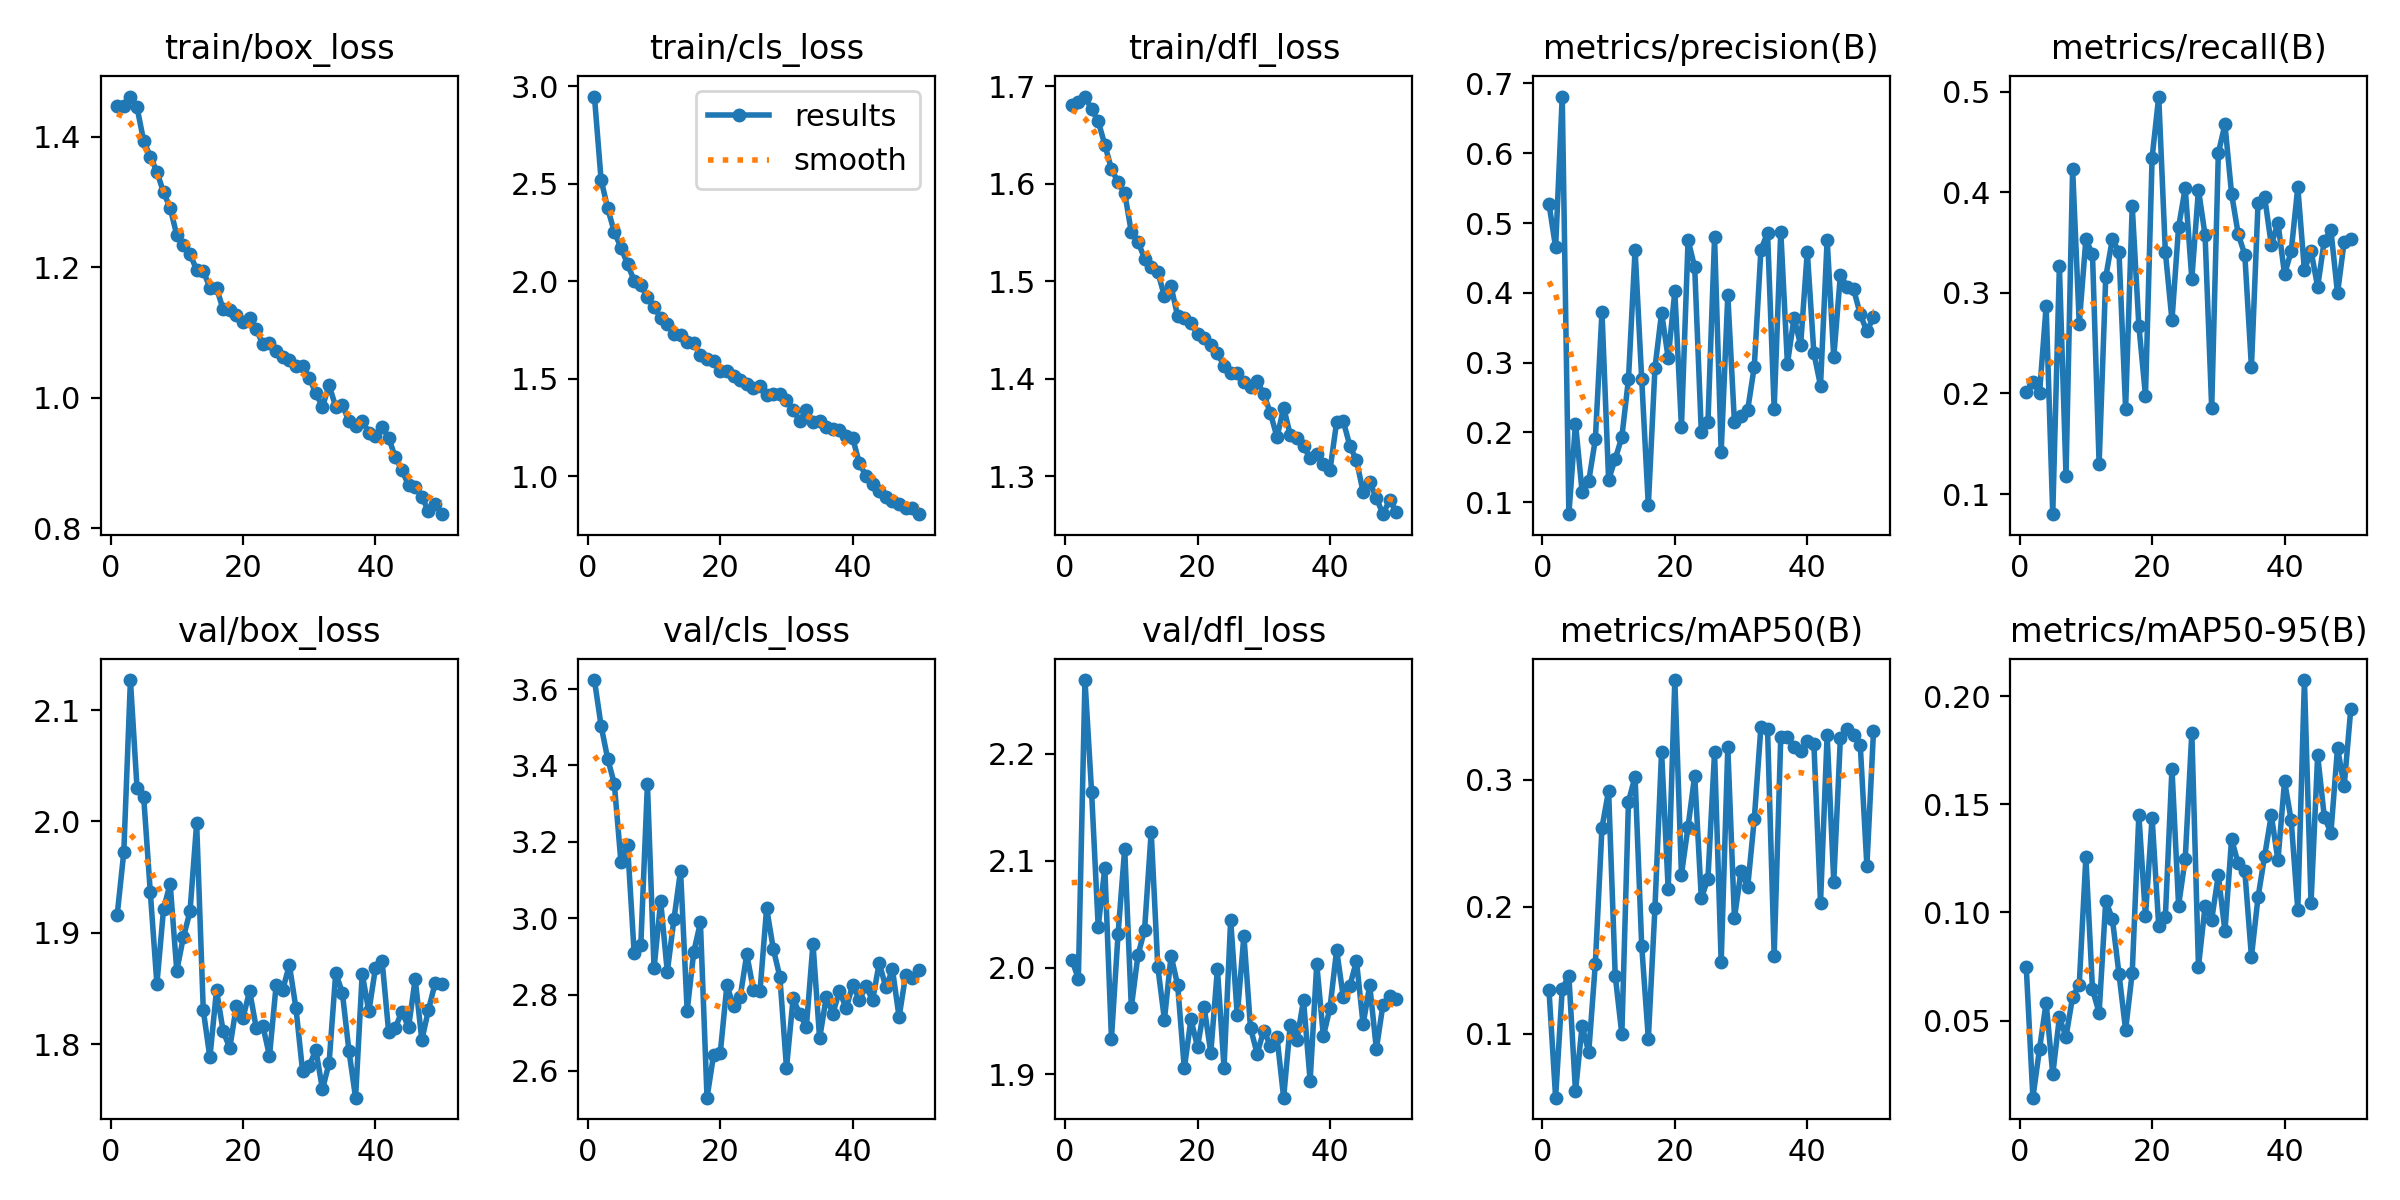 train/box_loss
1.4
1.2
1.0
0.8
0 20 40
train/cls_loss
results
smooth
3.0
2.5
2.0
1.5
1.0
0 20 40
train/dfl_loss
1.7
1.6
1.5
1.4
1.3
0 20 40
metrics/precision(B)
0.7
0.6
0.5
0.4
0.3
0.2
0.1
0 20 40
metrics/recall(B)
0.5
0.4
0.3
0.2
0.1
0 20 40
val/box_loss
2.1
2.0
1.9
1.8
0 20 40
val/cls_loss
3.6
3.4
3.2
3.0
2.8
2.6
0 20 40
val/dfl_loss
2.2
2.1
2.0
1.9
0 20 40
metrics/mAP50(B)
0.3
0.2
0.1
0 20 40
metrics/mAP50-95(B)
0.20
0.15
0.10
0.05
0 20 40